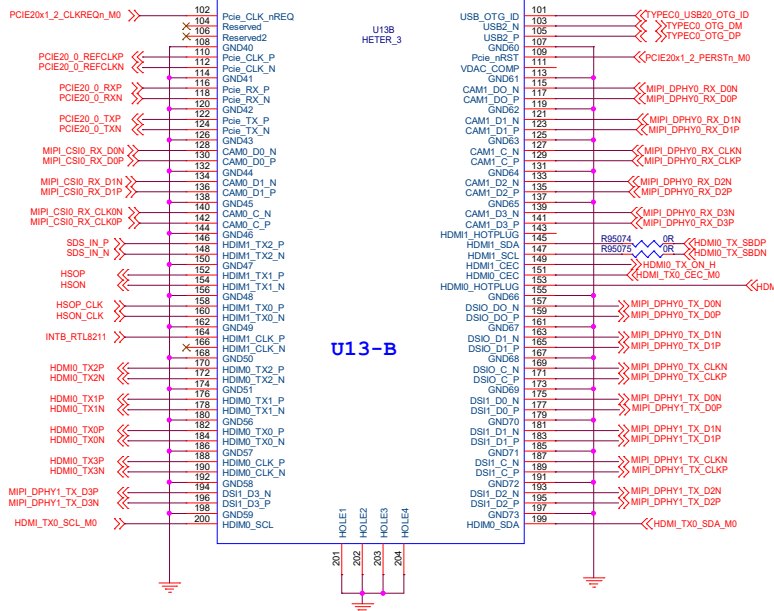 U13B
HETER_3
U13-B
PCIE20x1_2_CLKREQn_M0 102 Pcie_CLK_nREQ
104 Reserved
106 Reserved2
108 GND40
PCIE20_0_REFCLKP 110 Pcie_CLK_P
PCIE20_0_REFCLKN 112 Pcie_CLK_N
114 GND41
PCIE20_0_RXP 116 Pcie_RX_P
PCIE20_0_RXN 118 Pcie_RX_N
120 GND42
PCIE20_0_TXP 122 Pcie_TX_P
PCIE20_0_TXN 124 Pcie_TX_N
126 GND43
MIPI_CSI0_RX_D0N 128 CAM0_D0_N
MIPI_CSI0_RX_D0P 130 CAM0_D0_P
132 GND44
MIPI_CSI0_RX_D1N 134 CAM0_D1_N
MIPI_CSI0_RX_D1P 136 CAM0_D1_P
138 GND45
MIPI_CSI0_RX_CLK0N 140 CAM0_C_N
MIPI_CSI0_RX_CLK0P 142 CAM0_C_P
144 GND46
SDS_IN_P 146 HDIM1_TX2_P
SDS_IN_N 148 HDIM1_TX2_N
150 GND47
HSOP 152 HDIM1_TX1_P
HSON 154 HDIM1_TX1_N
156 GND48
HSOP_CLK 158 HDIM1_TX0_P
HSON_CLK 160 HDIM1_TX0_N
162 GND49
INTB_RTL8211 164 HDIM1_CLK_P
166 HDIM1_CLK_N
168 GND50
HDMI0_TX2P 170 HDIM0_TX2_P
HDMI0_TX2N 172 HDIM0_TX2_N
174 GND51
HDMI0_TX1P 176 HDIM0_TX1_P
HDMI0_TX1N 178 HDIM0_TX1_N
180 GND56
HDMI0_TX0P 182 HDIM0_TX0_P
HDMI0_TX0N 184 HDIM0_TX0_N
186 GND57
HDMI0_TX3P 188 HDIM0_CLK_P
HDMI0_TX3N 190 HDIM0_CLK_N
192 GND58
MIPI_DPHY1_TX_D3P 194 DSI1_D3_N
MIPI_DPHY1_TX_D3N 196 DSI1_D3_P
198 GND59
HDMI_TX0_SCL_M0 200 HDIM0_SCL
USB_OTG_ID 101 TYPEC0_USB20_OTG_ID
USB2_N 103 TYPEC0_OTG_DM
USB2_P 105 TYPEC0_OTG_DP
GND60 107
Pcie_nRST 109 PCIE20x1_2_PERSTn_M0
VDAC_COMP 111
GND61 113
CAM1_DO_N 115 MIPI_DPHY0_RX_D0N
CAM1_DO_P 117 MIPI_DPHY0_RX_D0P
GND62 119
CAM1_D1_N 121 MIPI_DPHY0_RX_D1N
CAM1_D1_P 123 MIPI_DPHY0_RX_D1P
GND63 125
CAM1_C_N 127 MIPI_DPHY0_RX_CLKN
CAM1_C_P 129 MIPI_DPHY0_RX_CLKP
GND64 131
CAM1_D2_N 133 MIPI_DPHY0_RX_D2N
CAM1_D2_P 135 MIPI_DPHY0_RX_D2P
GND65 137
CAM1_D3_N 139 MIPI_DPHY0_RX_D3N
CAM1_D3_P 141 MIPI_DPHY0_RX_D3P
HDMI1_HOTPLUG 143
HDMI1_SDA 145 R95074 0R HDMI0_TX_SBDP
HDMI1_SCL 147 R95075 0R HDMI0_TX_SBDN
HDMI1_CEC 149 HDMI0_TX_ON_H
HDMI0_CEC 151 HDMI_TX0_CEC_M0
HDMI0_HOTPLUG 153 HDM
GND66 155
DSIO_DO_N 157 MIPI_DPHY0_TX_D0N
DSIO_DO_P 159 MIPI_DPHY0_TX_D0P
GND67 161
DSIO_D1_N 163 MIPI_DPHY0_TX_D1N
DSIO_D1_P 165 MIPI_DPHY0_TX_D1P
GND68 167
DSIO_C_N 169 MIPI_DPHY0_TX_CLKN
DSIO_C_P 171 MIPI_DPHY0_TX_CLKP
GND69 173
DSI1_D0_N 175 MIPI_DPHY1_TX_D0N
DSI1_D0_P 177 MIPI_DPHY1_TX_D0P
GND70 179
DSI1_D1_N 181 MIPI_DPHY1_TX_D1N
DSI1_D1_P 183 MIPI_DPHY1_TX_D1P
GND71 185
DSI1_C_N 187 MIPI_DPHY1_TX_CLKN
DSI1_C_P 189 MIPI_DPHY1_TX_CLKP
GND72 191
DSI1_D2_N 193 MIPI_DPHY1_TX_D2N
DSI1_D2_P 195 MIPI_DPHY1_TX_D2P
GND73 197
HDIM0_SDA 199 HDMI_TX0_SDA_M0
HOLE1 201
HOLE2 202
HOLE3 203
HOLE4 204